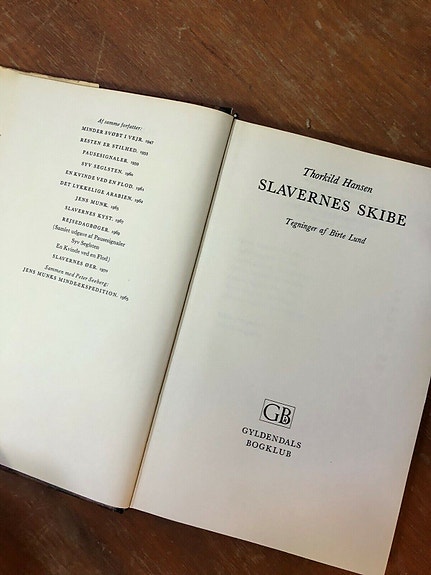 Af samme forfatter:
MINDER SVØBT I VEJR. 1947
RESTEN ER STILHED. 1953
PAUSESIGNALER. 1959
SYV SEGLSTEN. 1960
EN KVINDE VED EN FLOD. 1961
DET LYKKELIGE ARABIEN. 1962
JENS MUNK. 1965
SLAVERNES KYST. 1967
REJSEDAGBØGER. 1969
(Samlet udgave af Pausesignaler
Syv Seglsten
En Kvinde ved en Flod)
SLAVERNES ØER. 1970
Sammen med Peter Seeberg:
JENS MUNKS MINDEEKSPEDITION. 1965
Thorkild Hansen
SLAVERNES SKIBE
Tegninger af Birte Lund
GB
GYLDENDALS
BOGKLUB